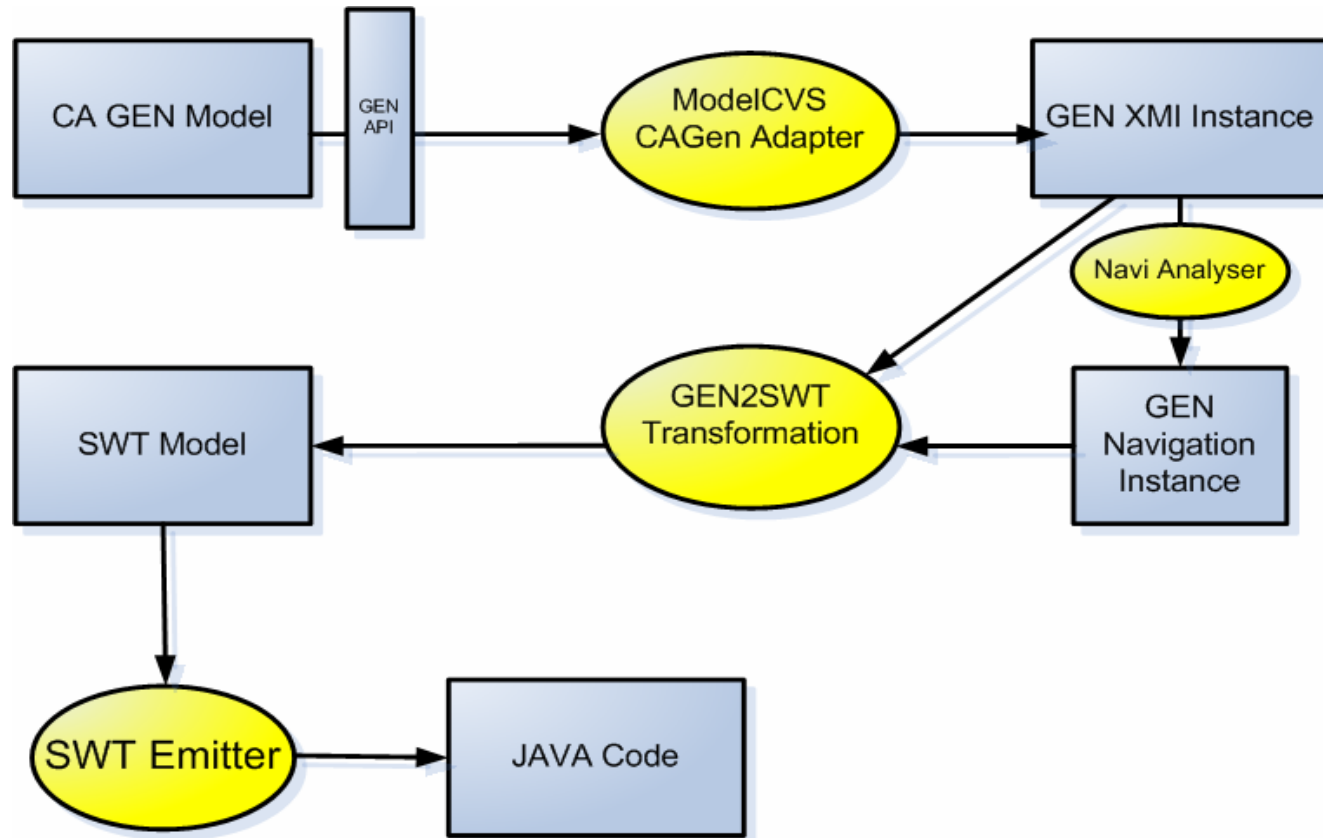 CA GEN Model
GEN
API
ModelCVS
CAGen Adapter
GEN XMI Instance
Navi Analyser
SWT Model
GEN2SWT
Transformation
GEN
Navigation
Instance
SWT Emitter
JAVA Code